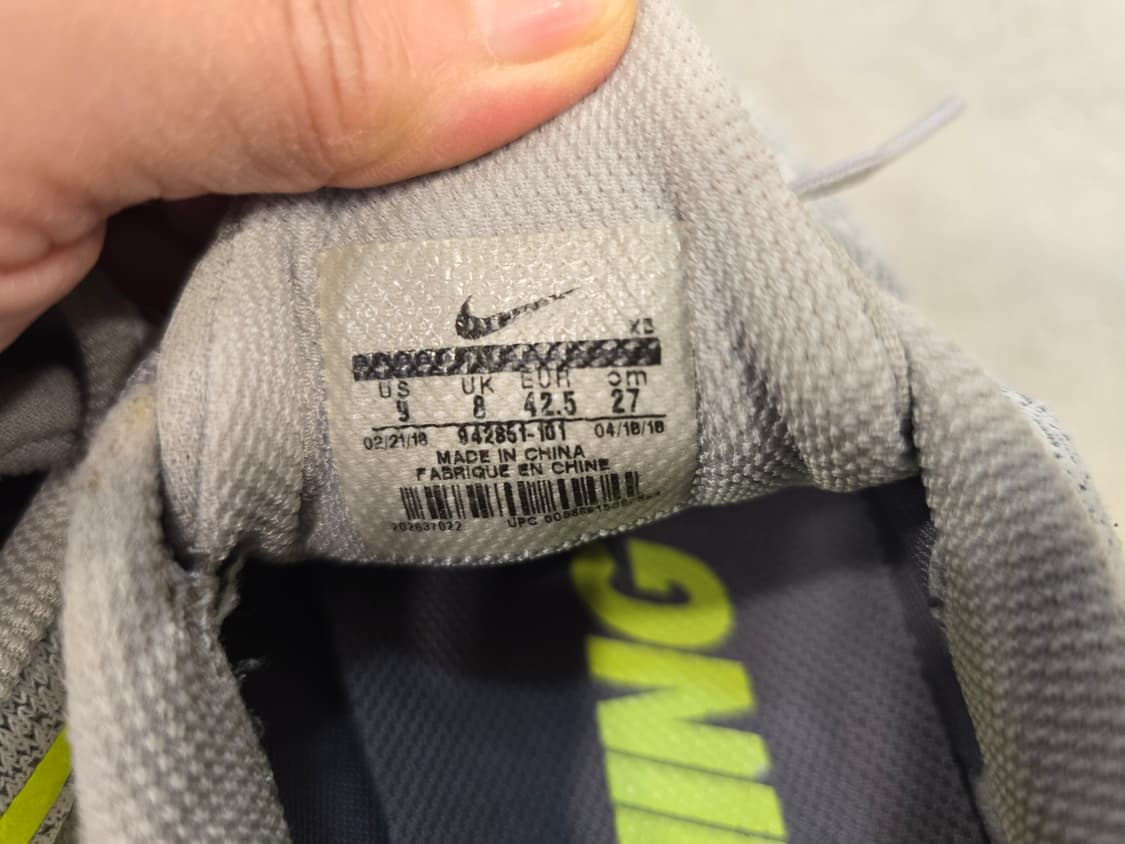 XD
US UK EUR cm
9 8 42.5 27
02/21/18 942851-101 04/18/18
MADE IN CHINA
FABRIQUE EN CHINE
202637022 UPC